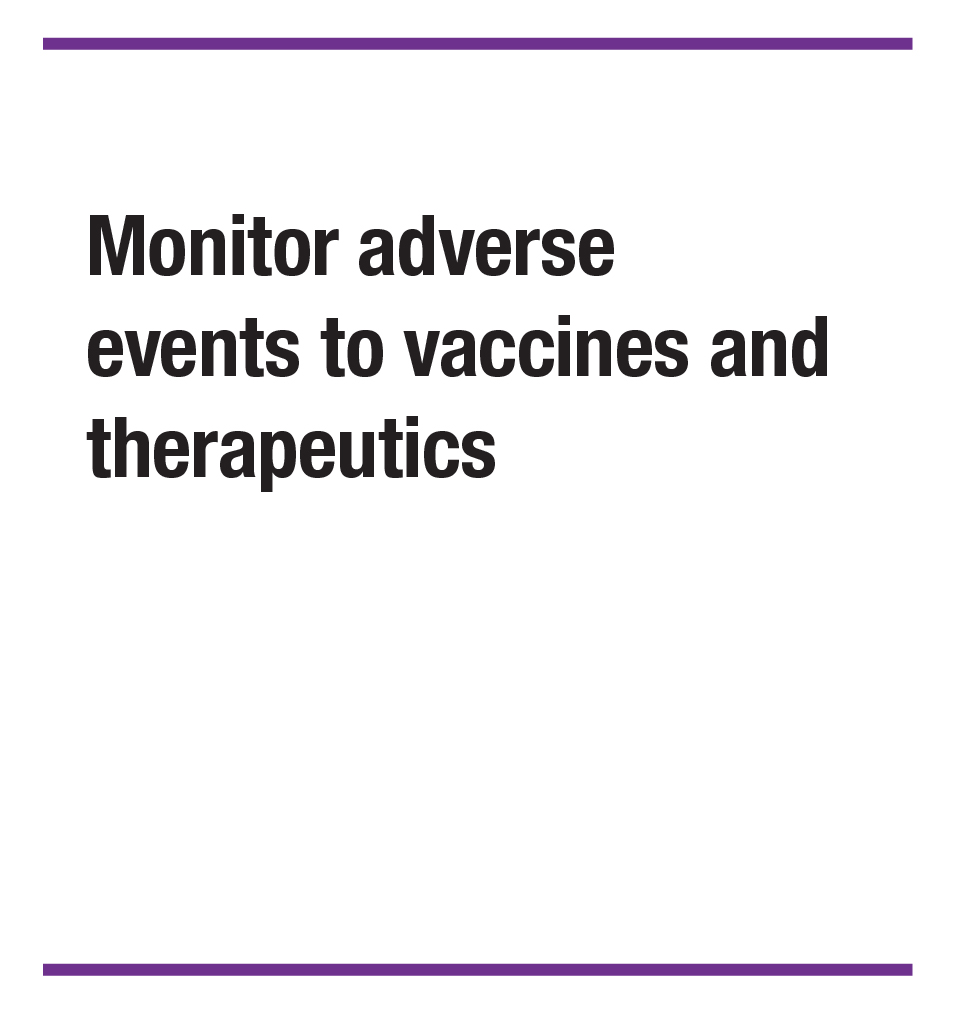 Monitor adverse
events to vaccines and
therapeutics